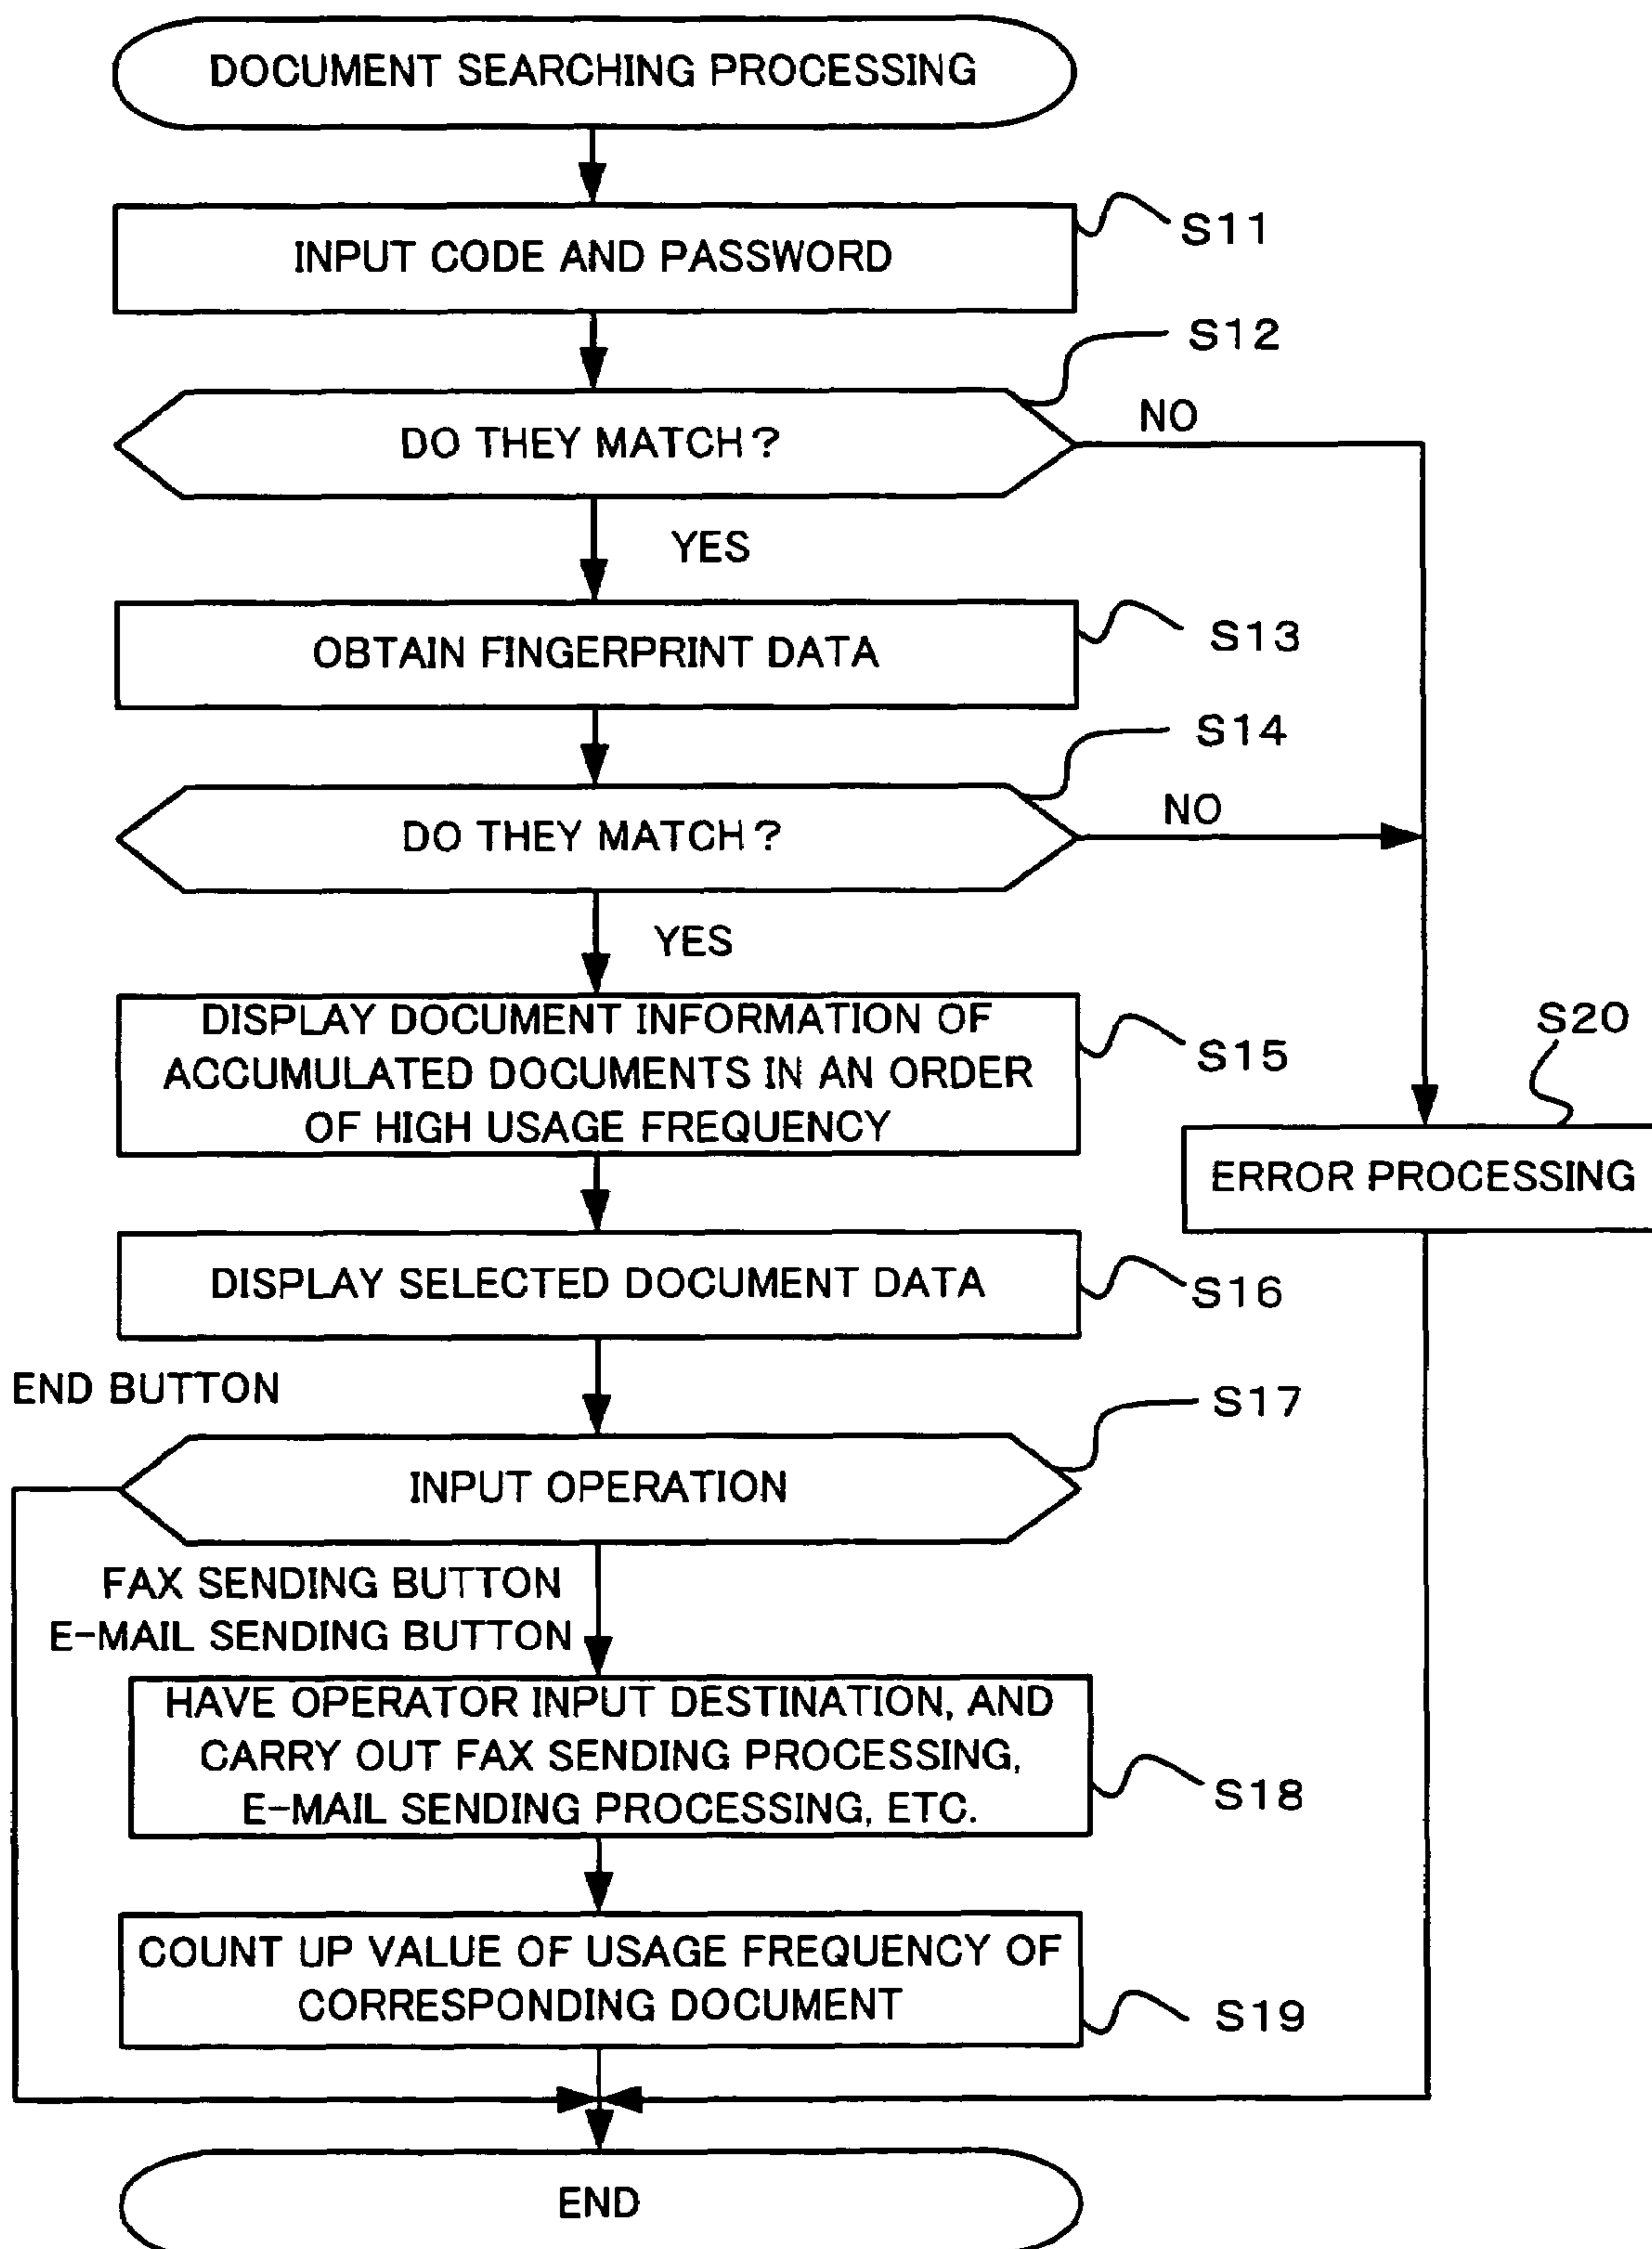 DOCUMENT SEARCHING PROCESSING
INPUT CODE AND PASSWORD
S11
S12
DO THEY MATCH?
NO
YES
OBTAIN FINGERPRINT DATA
S13
S14
DO THEY MATCH?
NO
YES
DISPLAY DOCUMENT INFORMATION OF
ACCUMULATED DOCUMENTS IN AN ORDER
OF HIGH USAGE FREQUENCY
S15
S20
ERROR PROCESSING
DISPLAY SELECTED DOCUMENT DATA
S16
END BUTTON
S17
INPUT OPERATION
FAX SENDING BUTTON
E-MAIL SENDING BUTTON
HAVE OPERATOR INPUT DESTINATION, AND
CARRY OUT FAX SENDING PROCESSING,
E-MAIL SENDING PROCESSING, ETC.
S18
COUNT UP VALUE OF USAGE FREQUENCY OF
CORRESPONDING DOCUMENT
S19
END